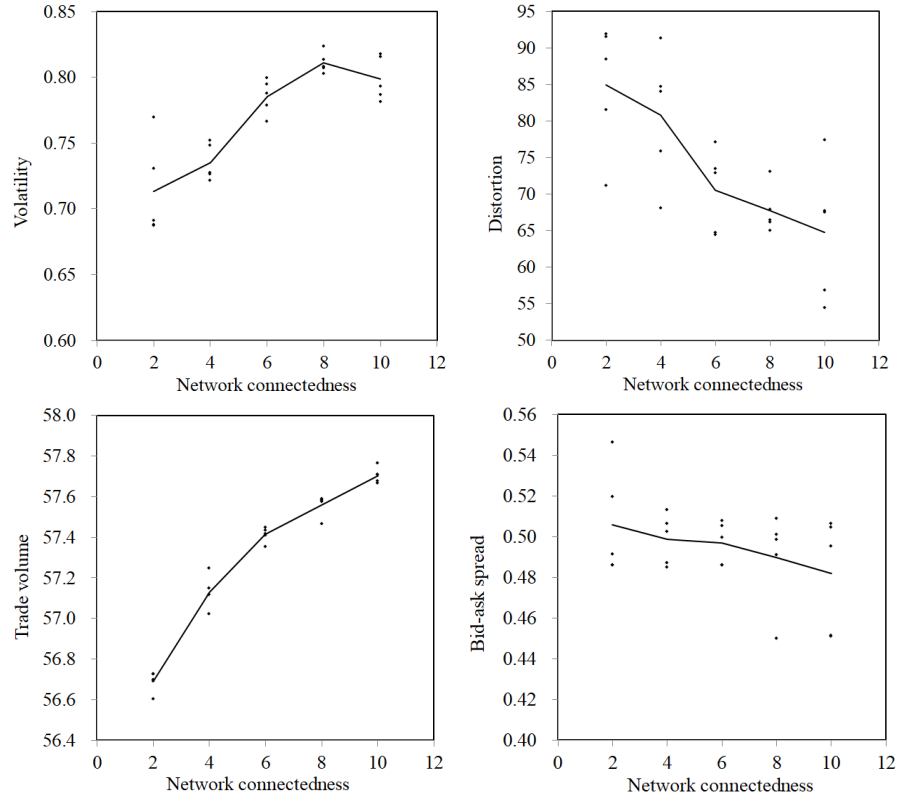 0.85
0.80
0.75
0.70
0.65
0.60
Volatility
0 2 4 6 8 10 12
Network connectedness
95
90
85
80
75
70
65
60
55
50
Distortion
0 2 4 6 8 10 12
Network connectedness
58.0
57.8
57.6
57.4
57.2
57.0
56.8
56.6
56.4
Trade volume
0 2 4 6 8 10 12
Network connectedness
0.56
0.54
0.52
0.50
0.48
0.46
0.44
0.42
0.40
Bid-ask spread
0 2 4 6 8 10 12
Network connectedness